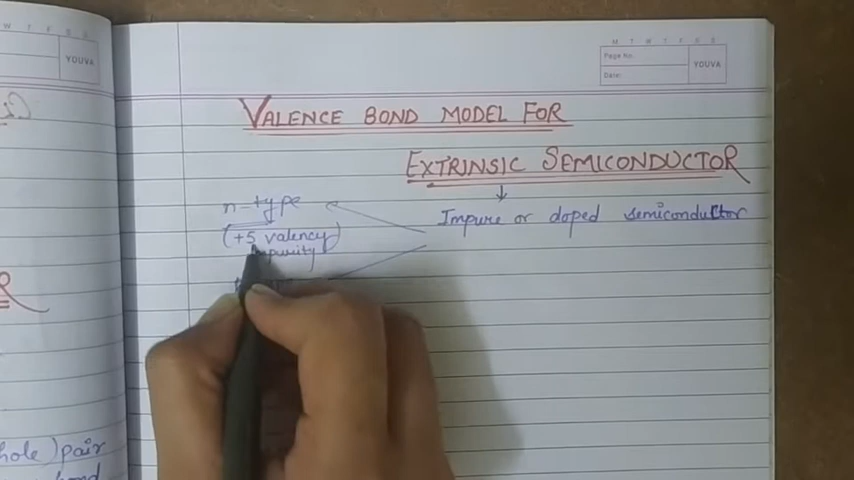 W T F S S
YOUVA
M T W T F S S
Page No.:
YOUVA
Date:
VALENCE BOND MODEL FOR
EXTRINSIC SEMICONDUCTOR
n-type
Impure or doped semiconductor
(+5 valency
impurity)
hole) pair
bond